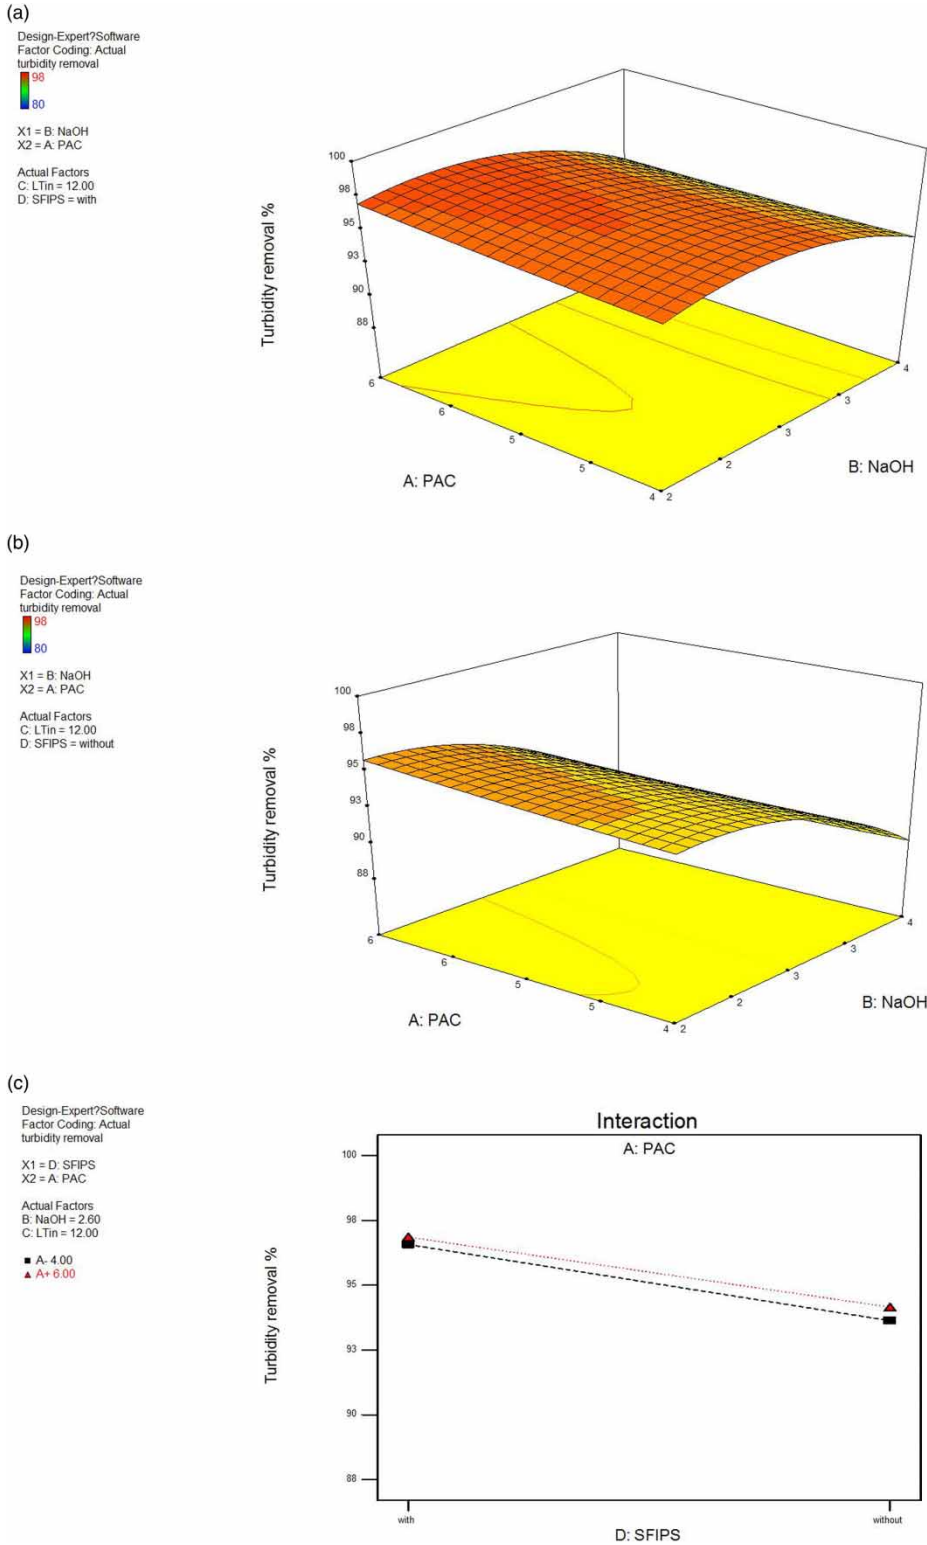 (a)
Design-Expert?Software
Factor Coding: Actual
turbidity removal
98
80
X1 = B: NaOH
X2 = A: PAC
Actual Factors
C: LTin = 12.00
D: SFIPS = with
Turbidity removal %
100
98
95
93
90
88
6
6
5
5
4
2
2
3
3
4
A: PAC
B: NaOH
(b)
Design-Expert?Software
Factor Coding: Actual
turbidity removal
98
80
X1 = B: NaOH
X2 = A: PAC
Actual Factors
C: LTin = 12.00
D: SFIPS = without
Turbidity removal %
100
98
95
93
90
88
6
6
5
5
4
2
2
3
3
4
A: PAC
B: NaOH
(c)
Design-Expert?Software
Factor Coding: Actual
turbidity removal
X1 = D: SFIPS
X2 = A: PAC
Actual Factors
B: NaOH = 2.60
C: LTin = 12.00
A- 4.00
A+ 6.00
Interaction
A: PAC
Turbidity removal %
100
98
95
93
90
88
with
without
D: SFIPS